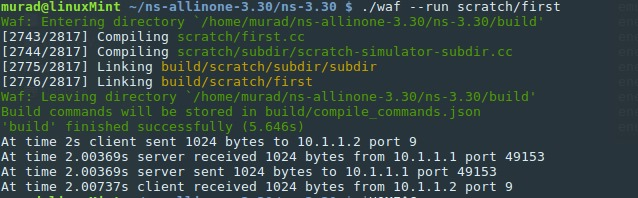 murad@linuxMint ~/ns-allinone-3.30/ns-3.30 $ ./waf --run scratch/first
Waf: Entering directory `/home/murad/ns-allinone-3.30/ns-3.30/build'
[2743/2817] Compiling scratch/first.cc
[2744/2817] Compiling scratch/subdir/scratch-simulator-subdir.cc
[2775/2817] Linking build/scratch/subdir/subdir
[2776/2817] Linking build/scratch/first
Waf: Leaving directory `/home/murad/ns-allinone-3.30/ns-3.30/build'
Build commands will be stored in build/compile_commands.json
'build' finished successfully (5.646s)
At time 2s client sent 1024 bytes to 10.1.1.2 port 9
At time 2.00369s server received 1024 bytes from 10.1.1.1 port 49153
At time 2.00369s server sent 1024 bytes to 10.1.1.1 port 49153
At time 2.00737s client received 1024 bytes from 10.1.1.2 port 9